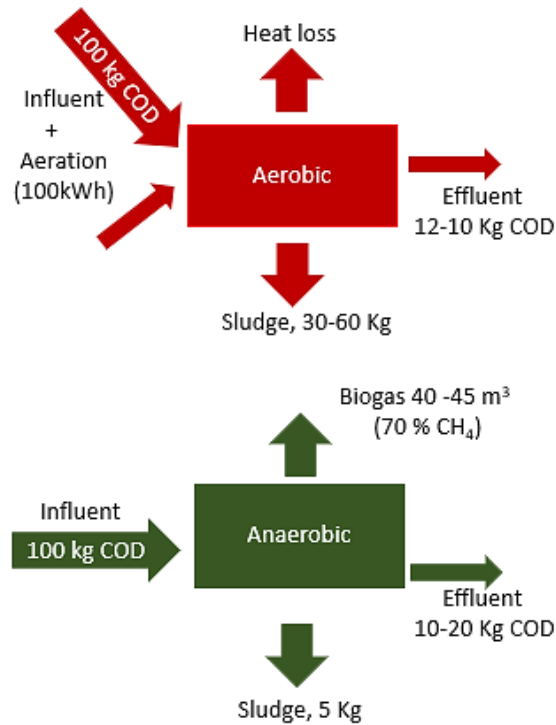 Heat loss
100 kg COD
Influent
+
Aeration
(100kWh)
Aerobic
Effluent
12-10 Kg COD
Sludge, 30-60 Kg
Biogas 40 -45 m³
(70 % CH₄)
Influent
100 kg COD
Anaerobic
Effluent
10-20 Kg COD
Sludge, 5 Kg